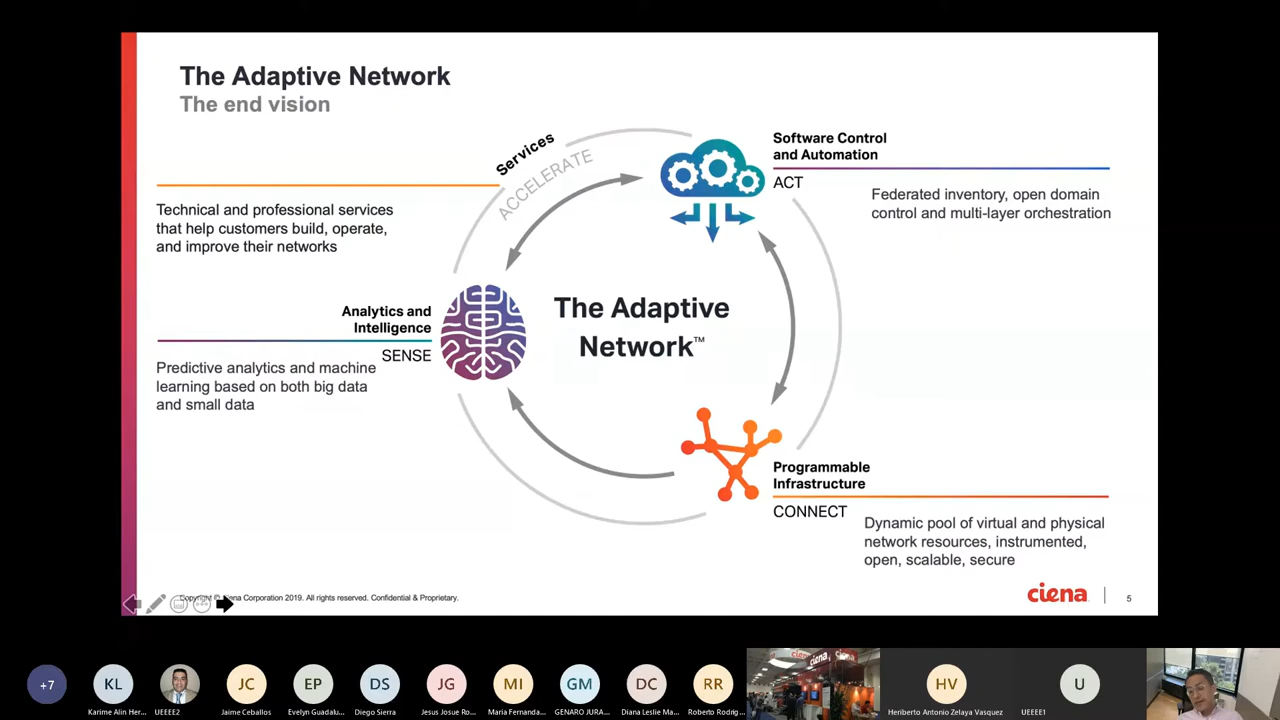 The Adaptive Network
The end vision
Services
ACCELERATE
Technical and professional services
that help customers build, operate,
and improve their networks
Software Control
and Automation
ACT
Federated inventory, open domain
control and multi-layer orchestration
Analytics and
Intelligence
SENSE
Predictive analytics and machine
learning based on both big data
and small data
The Adaptive
Network™
Programmable
Infrastructure
CONNECT
Dynamic pool of virtual and physical
network resources, instrumented,
open, scalable, secure
Copyright © Ciena Corporation 2019. All rights reserved. Confidential & Proprietary.
ciena
5
+7
KL
JC
EP
DS
JG
MI
GM
DC
RR
ciena
HV
U
Karime Alin Her...
UEEEE2
Jaime Ceballos
Evelyn Guadalu...
Diego Sierra
Jesus Josue Ro...
Maria Fernanda...
GENARO JURA...
Diana Leslie Ma...
Roberto Rodrig...
Heriberto Antonio Zelaya Vasquez
UEEEE1